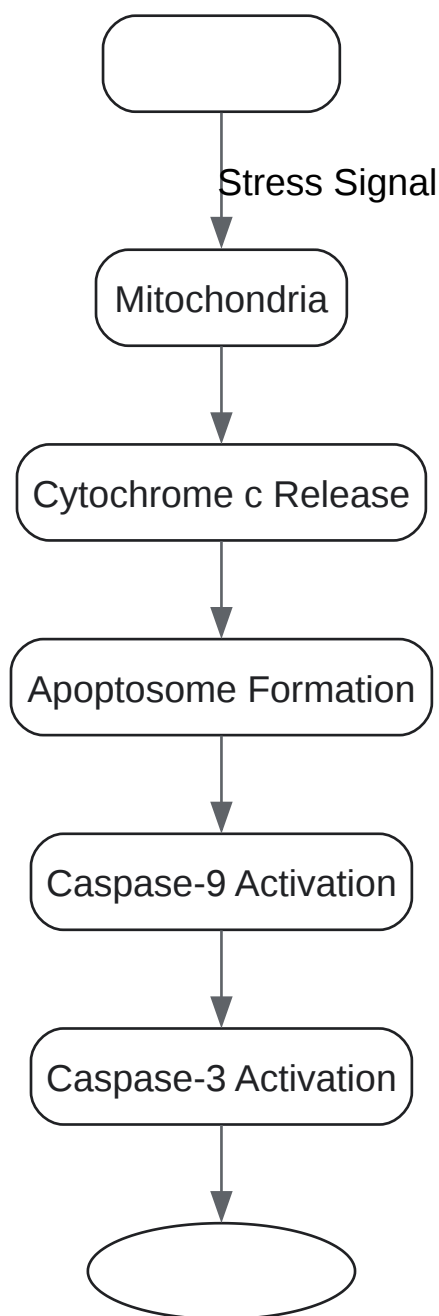 Stress Signal
Mitochondria
Cytochrome c Release
Apoptosome Formation
Caspase-9 Activation
Caspase-3 Activation